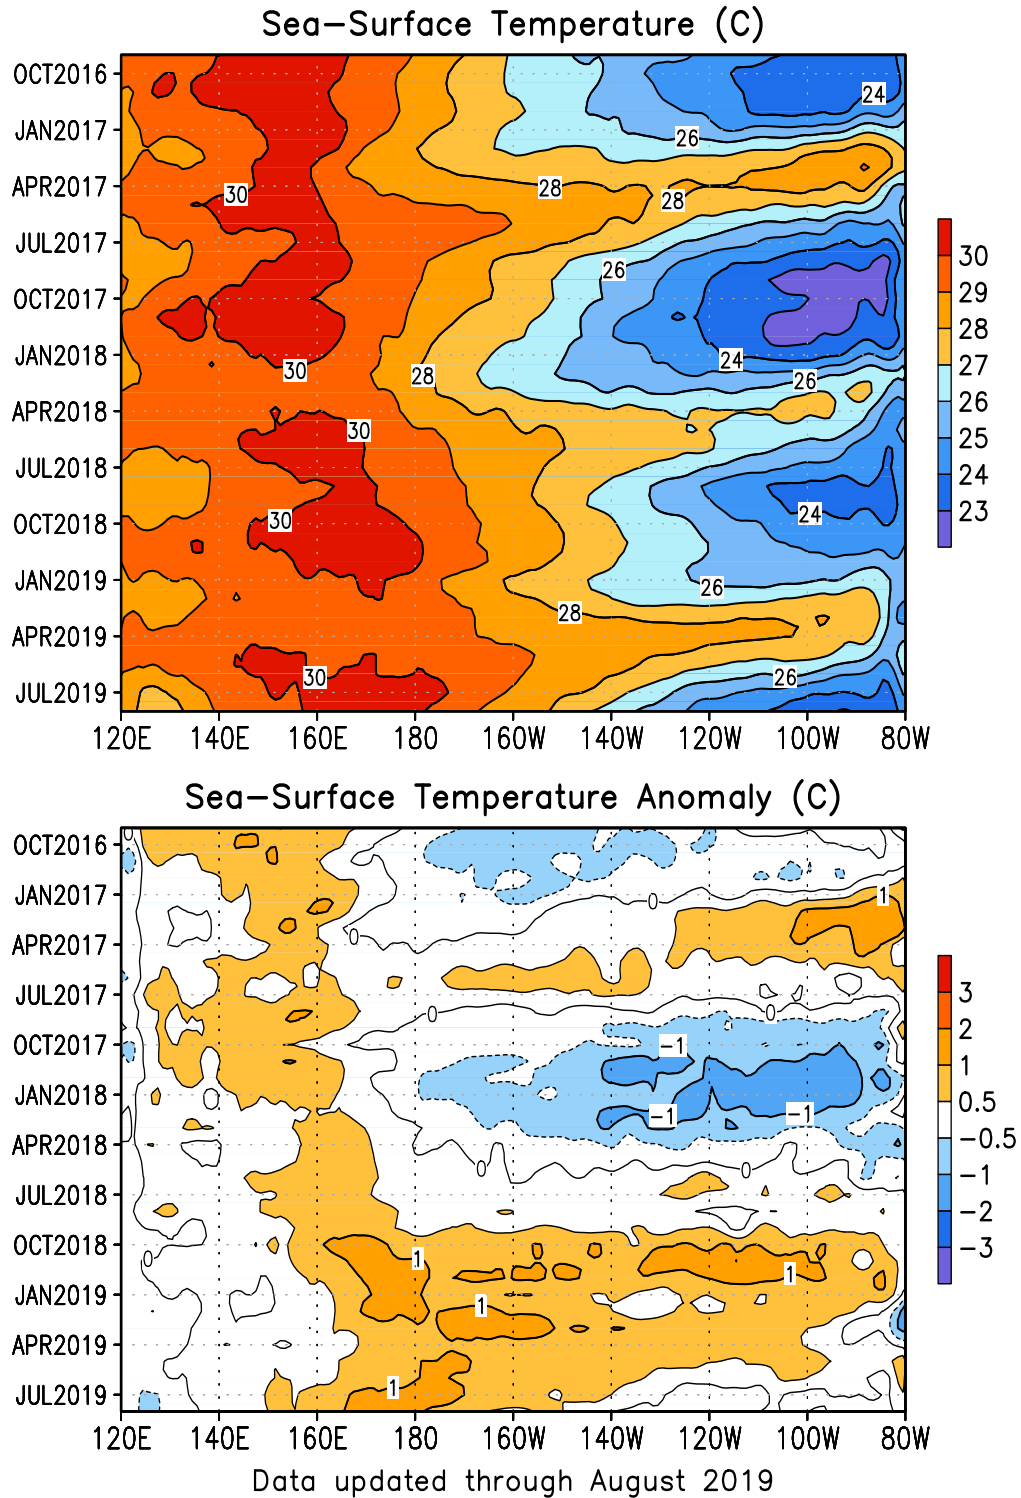 Sea-Surface Temperature (C)
OCT2016
24
JAN2017
26
APR2017
30
28
28
JUL2017
26
OCT2017
JAN2018
24
30
28
26
APR2018
30
JUL2018
24
OCT2018
30
JAN2019
26
28
APR2019
30
26
JUL2019
30
29
28
27
26
25
24
23
120E 140E 160E 180 160W 140W 120W 100W 80W
Sea-Surface Temperature Anomaly (C)
0
OCT2016
JAN2017
0
1
APR2017
0
JUL2017
0
0
OCT2017
-1
JAN2018
-1
-1
APR2018
0
0
JUL2018
OCT2018
0
1
1
JAN2019
1
APR2019
JUL2019
1
3
2
1
0.5
-0.5
-1
-2
-3
120E 140E 160E 180 160W 140W 120W 100W 80W
Data updated through August 2019